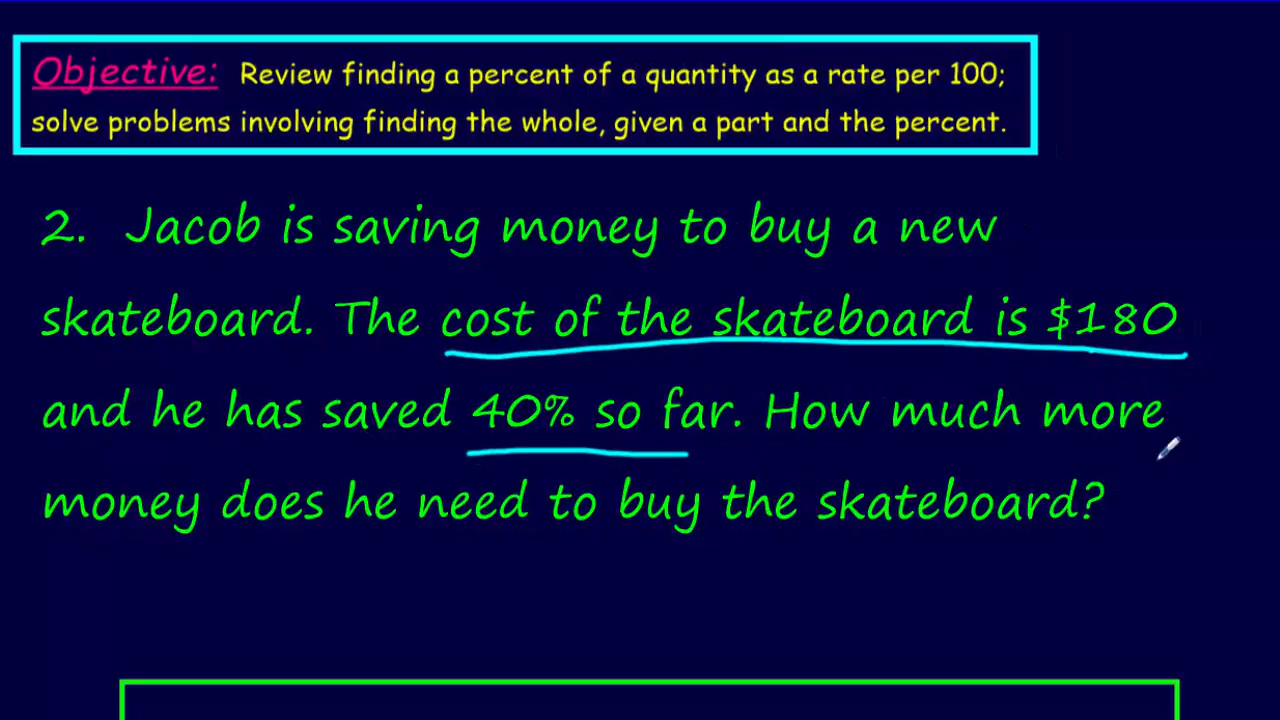 Objective: Review finding a percent of a quantity as a rate per 100;
solve problems involving finding the whole, given a part and the percent.
2. Jacob is saving money to buy a new
skateboard. The cost of the skateboard is $180
and he has saved 40% so far. How much more
money does he need to buy the skateboard?